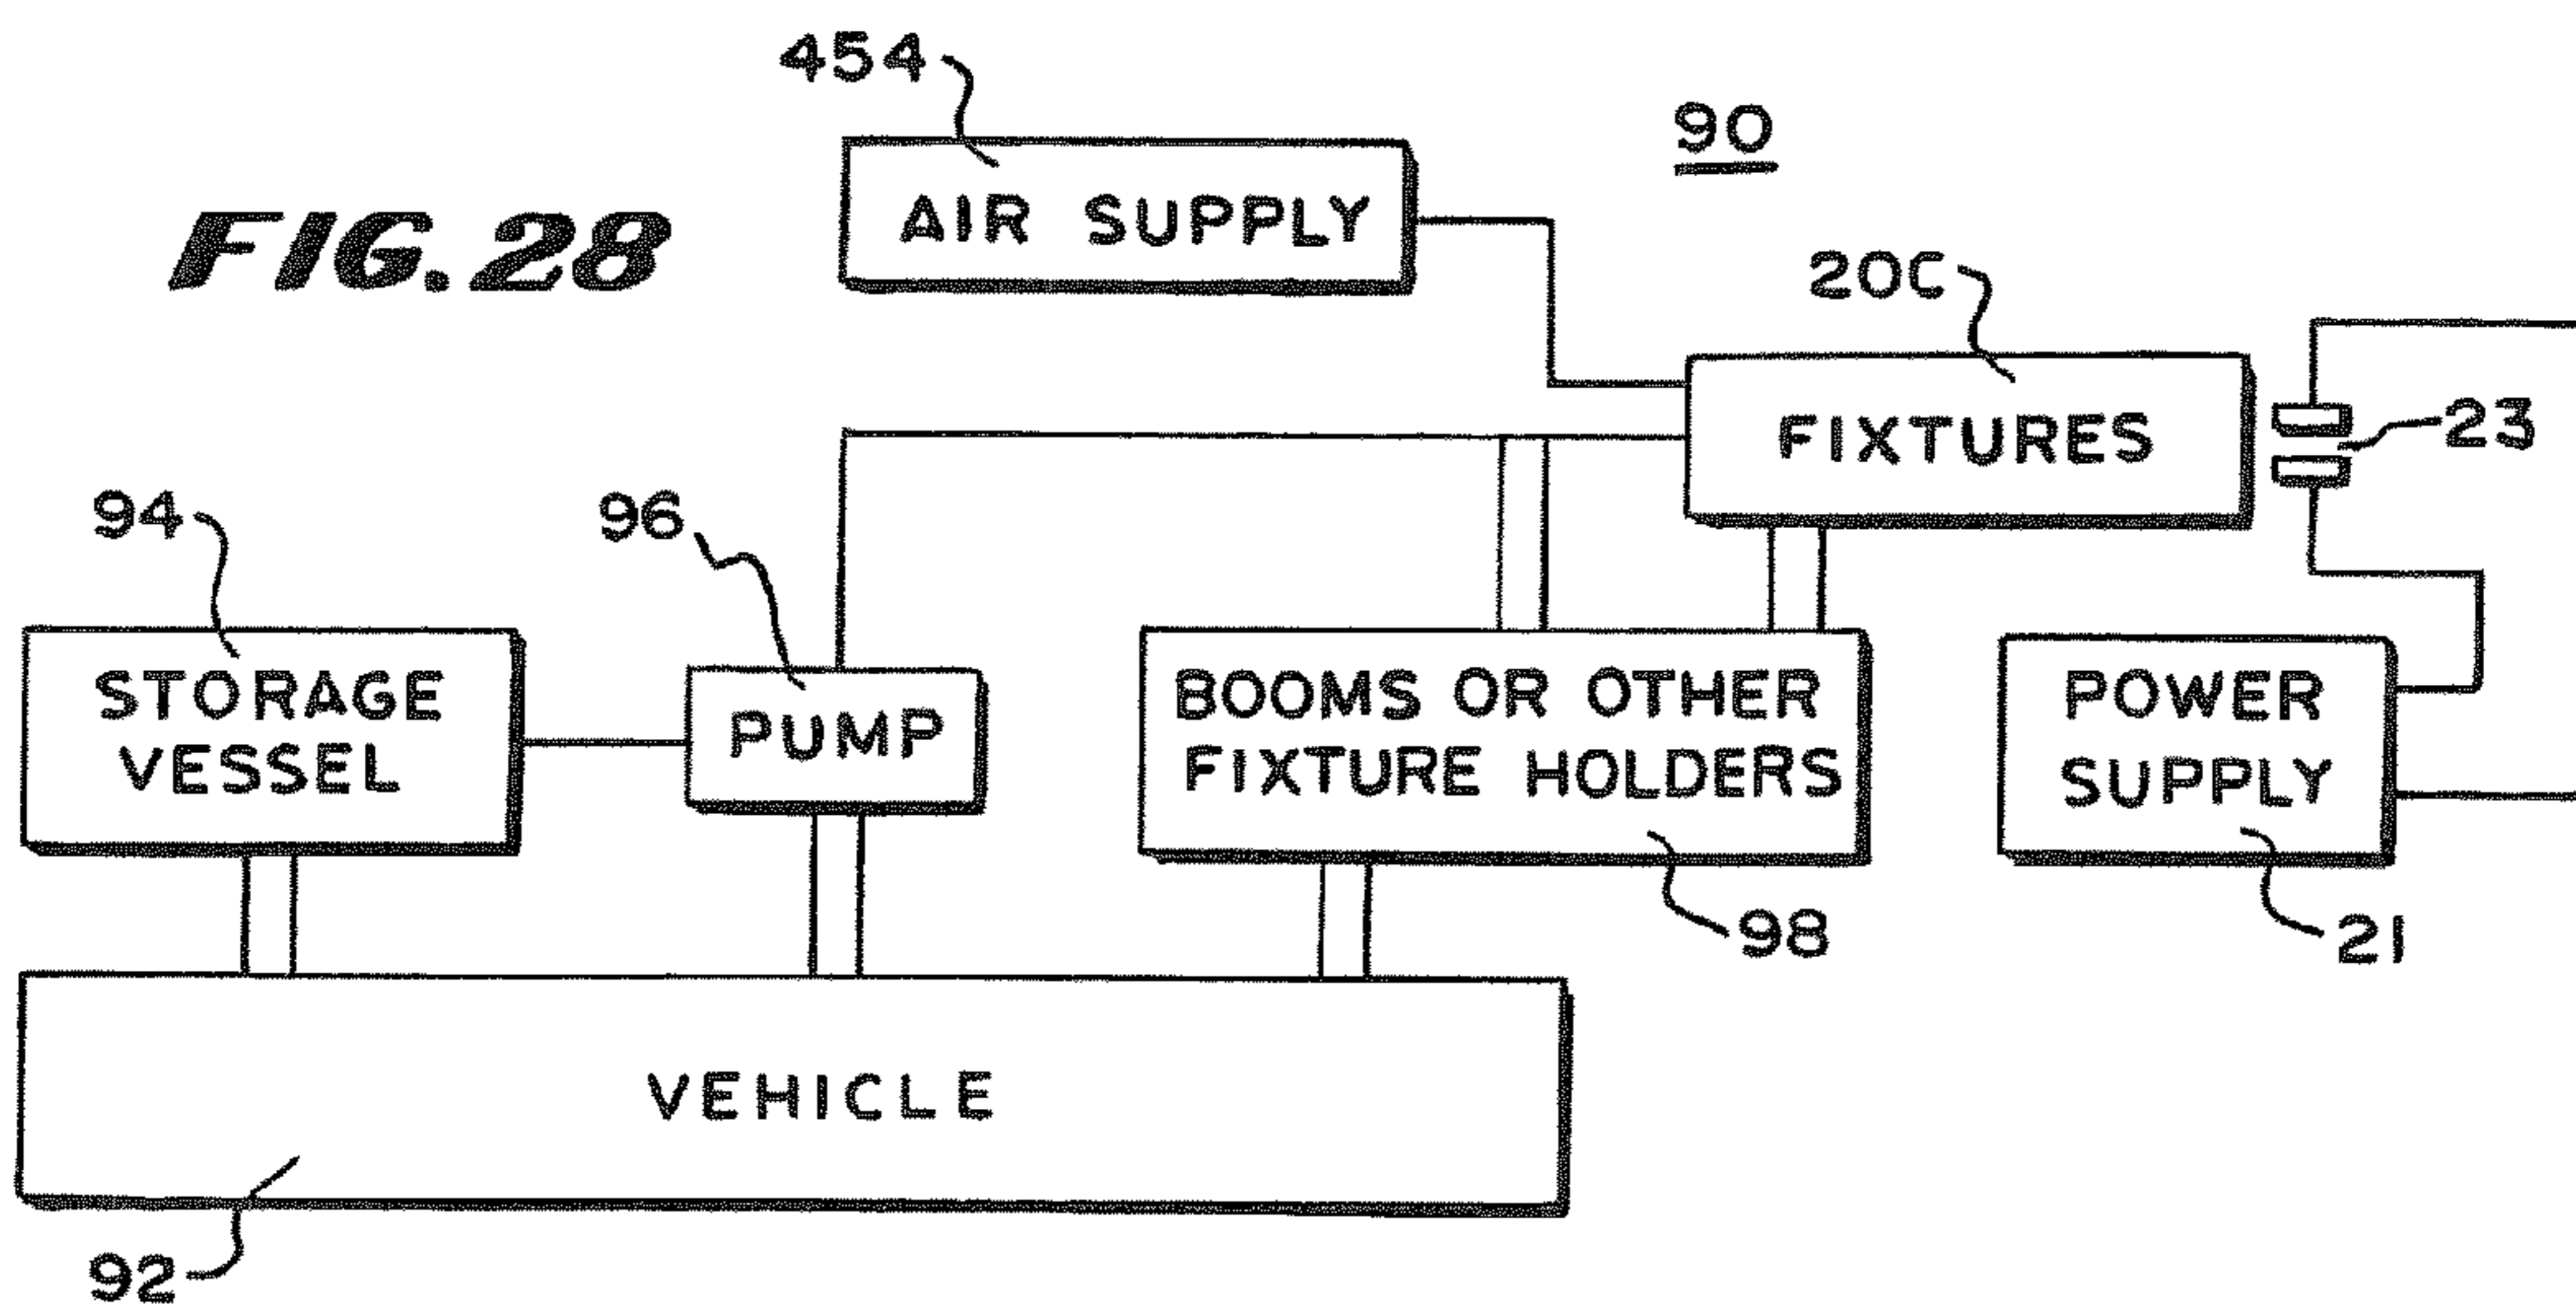 454
90
FIG. 28
AIR SUPPLY
20C
FIXTURES
23
94
96
STORAGE
VESSEL
PUMP
BOOMS OR OTHER
FIXTURE HOLDERS
POWER
SUPPLY
98
21
VEHICLE
92